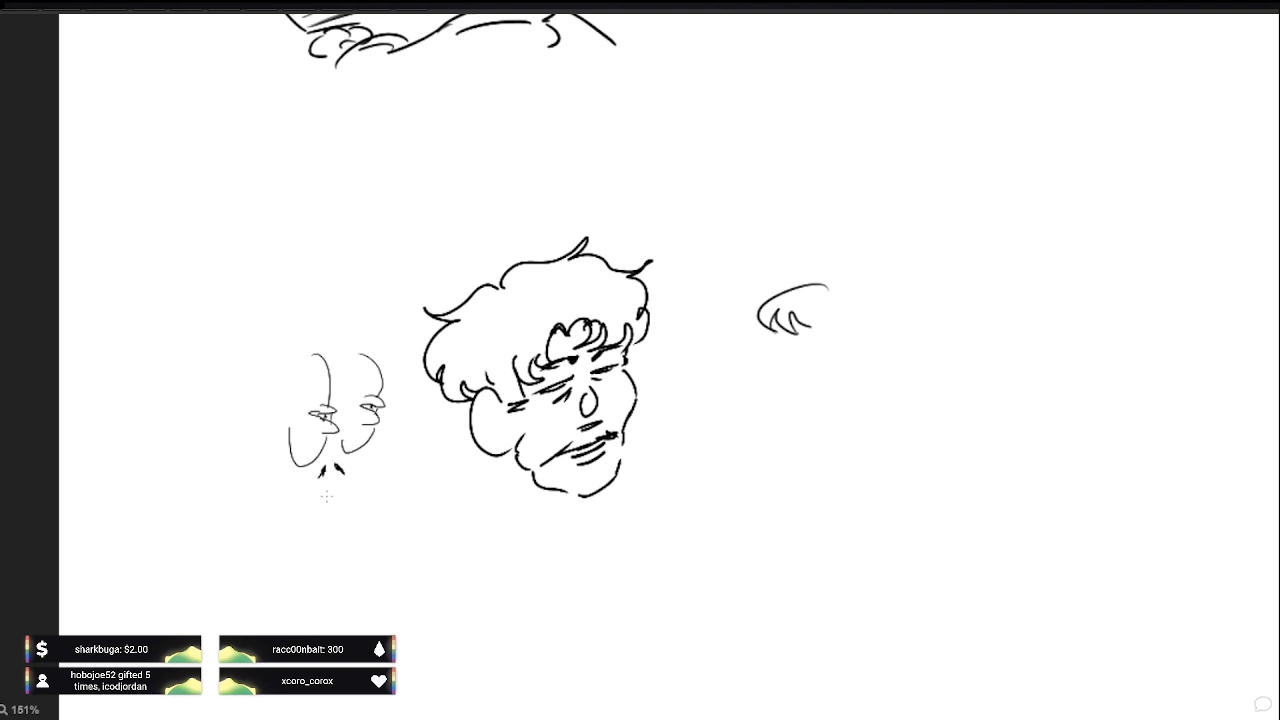 sharkbuga: $2.00
racc00nbait: 300
hobojoe52 gifted 5
times, icodjordan
xcoro_corox
151%